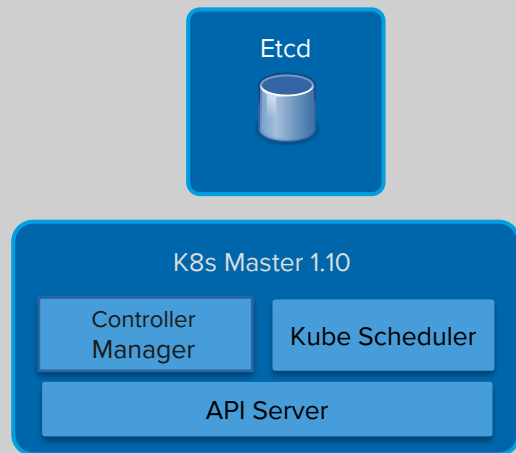 Etcd
K8s Master 1.10
Controller
Manager
Kube Scheduler
API Server